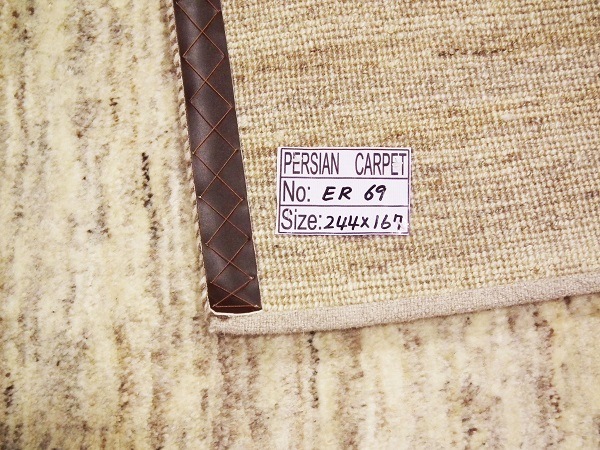 PERSIAN CARPET
No: ER 69
Size: 244x167